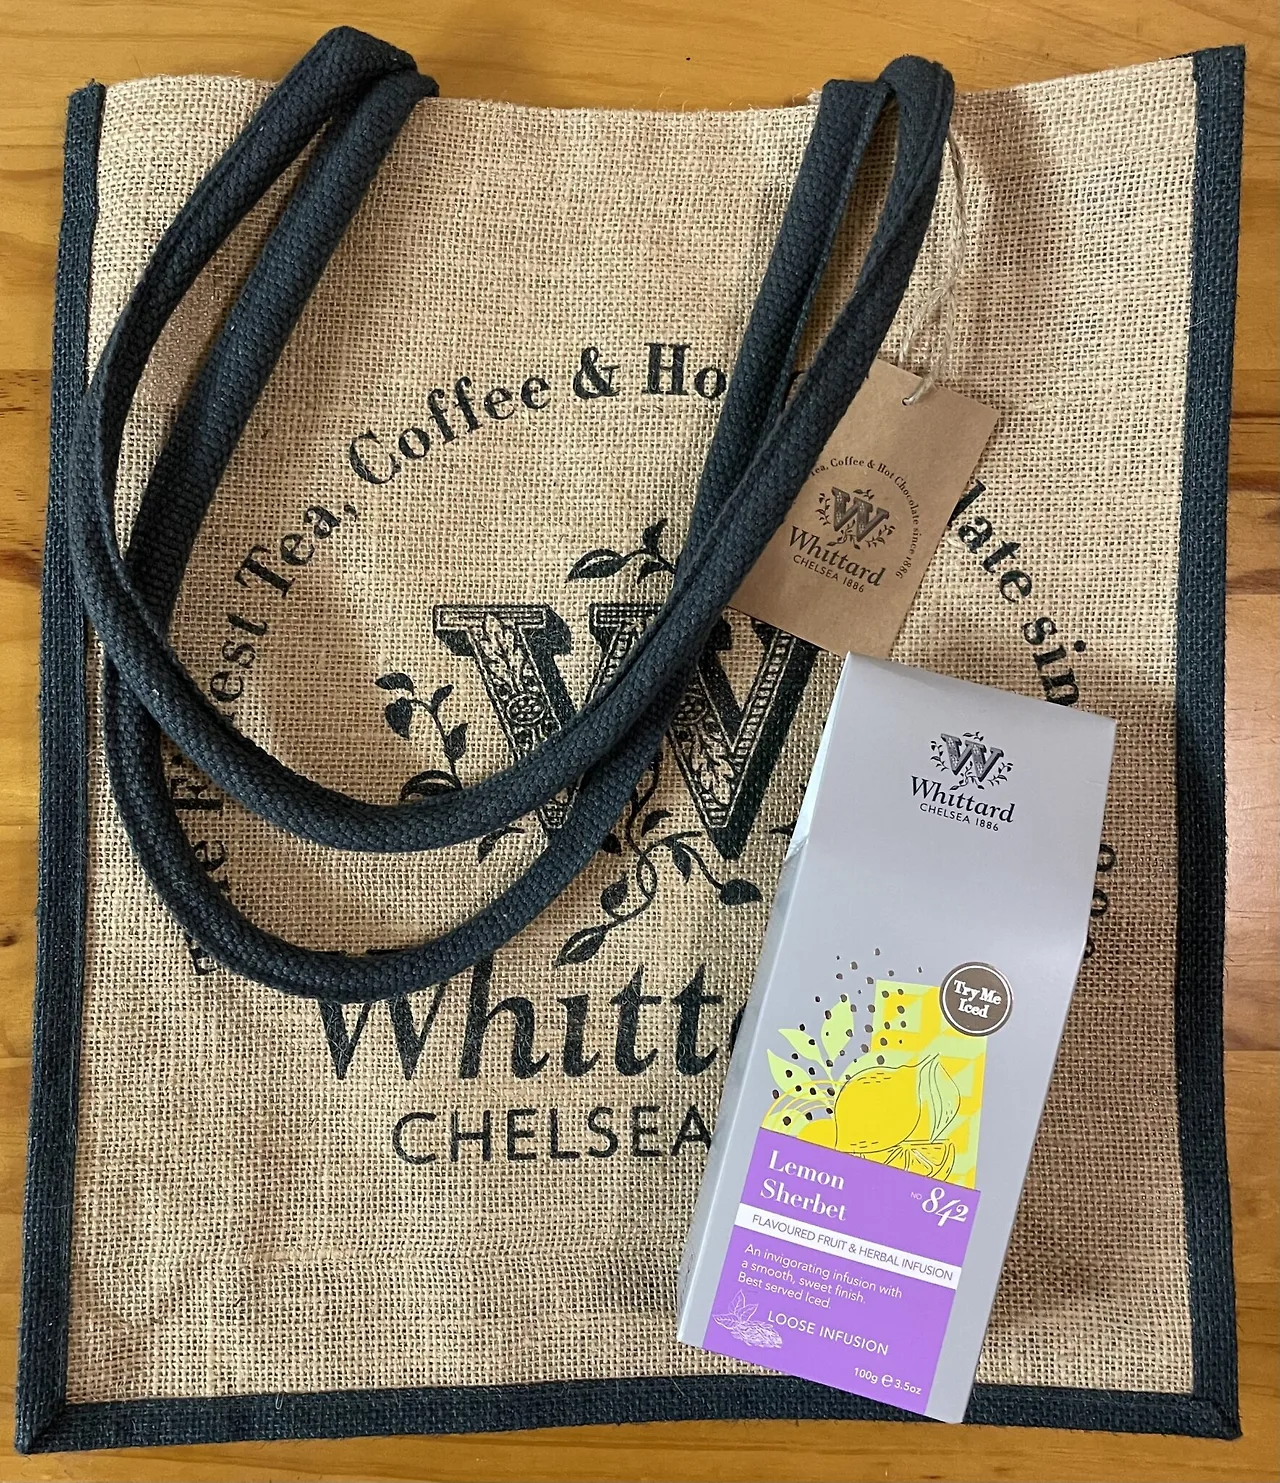 est Tea, Coffee & Ho
late sin
Whitt
CHELSEA
Tea, Coffee & Hot Chocolate since 1886
W
Whittard
CHELSEA 1886
W
Whittard
CHELSEA 1886
Try Me
Iced
Lemon
Sherbet
NO 842
FLAVOURED FRUIT & HERBAL INFUSION
An invigorating infusion with
a smooth, sweet finish.
Best served Iced.
LOOSE INFUSION
100g e 3.5oz